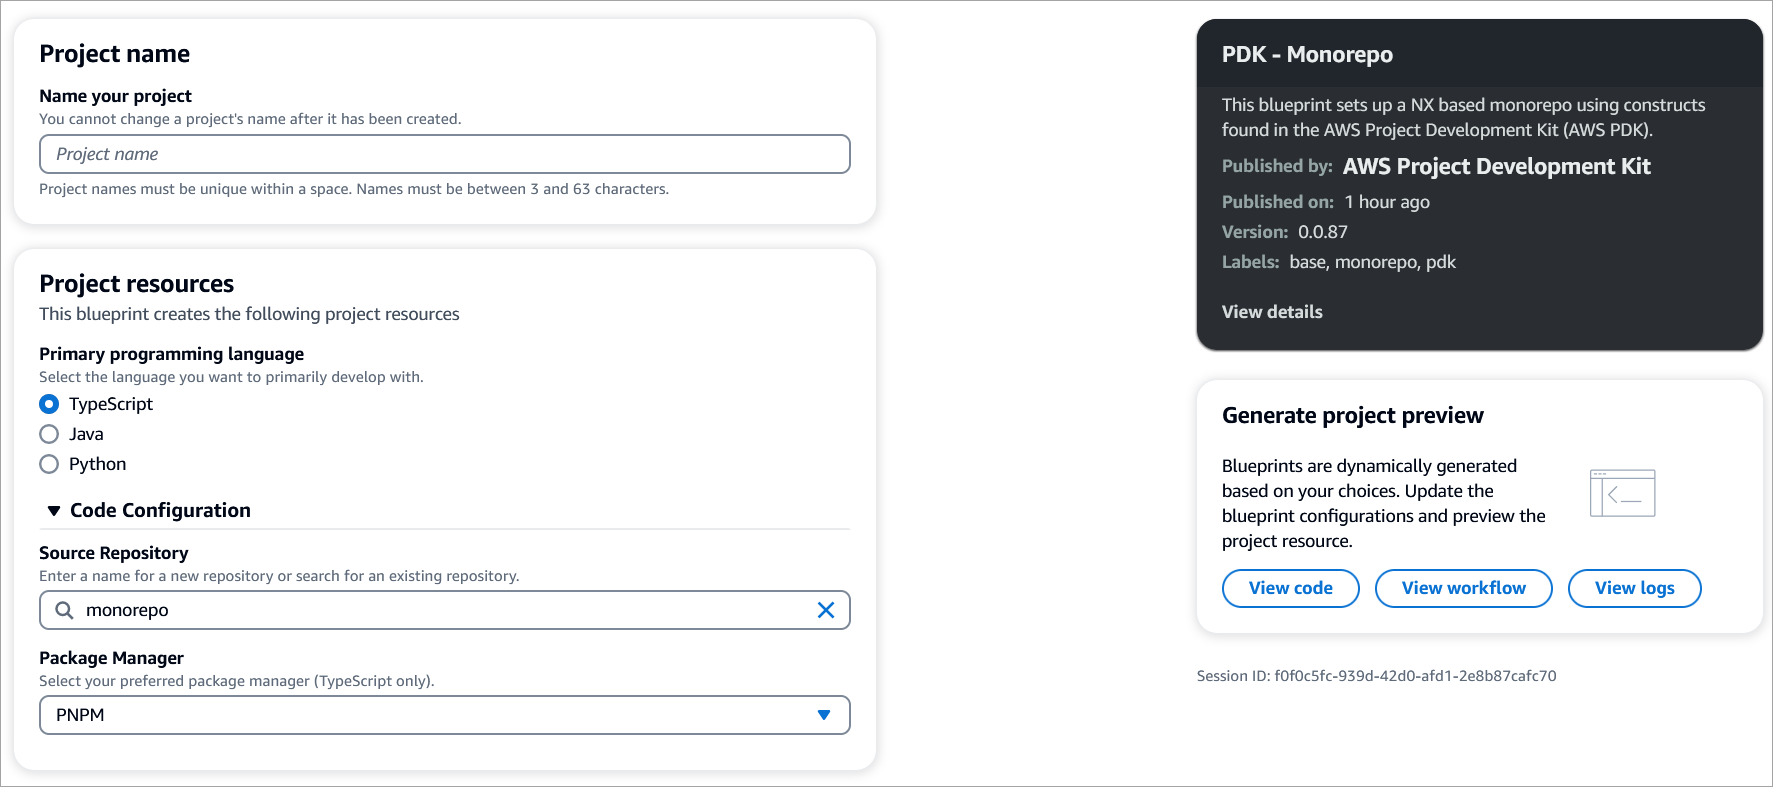 Project name
Name your project
You cannot change a project's name after it has been created.
Project name
Project names must be unique within a space. Names must be between 3 and 63 characters.
Project resources
This blueprint creates the following project resources
Primary programming language
Select the language you want to primarily develop with.
TypeScript
Java
Python
Code Configuration
Source Repository
Enter a name for a new repository or search for an existing repository.
monorepo
Package Manager
Select your preferred package manager (TypeScript only).
PNPM
PDK - Monorepo
This blueprint sets up a NX based monorepo using constructs
found in the AWS Project Development Kit (AWS PDK).
Published by: AWS Project Development Kit
Published on: 1 hour ago
Version: 0.0.87
Labels: base, monorepo, pdk
View details
Generate project preview
Blueprints are dynamically generated
based on your choices. Update the
blueprint configurations and preview the
project resource.
View code View workflow View logs
Session ID: f0f0c5fc-939d-42d0-afd1-2e8b87cafc70